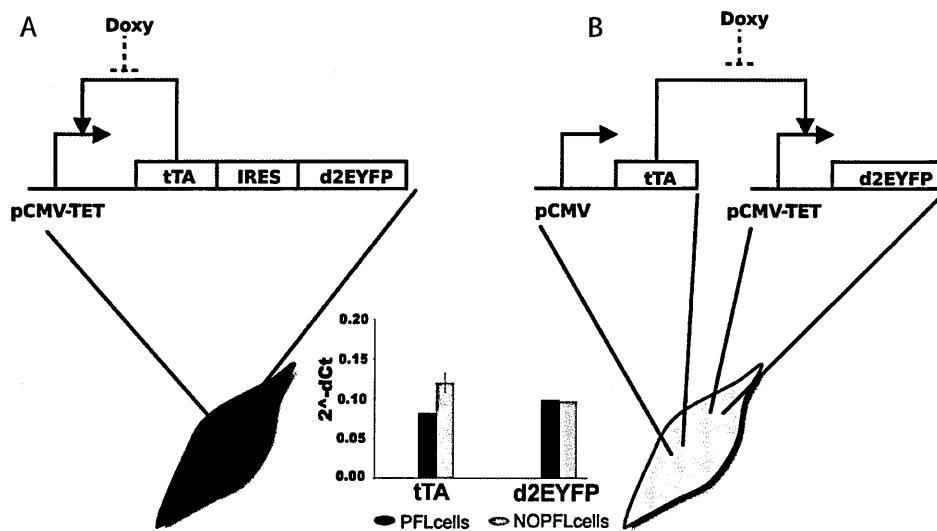 A
Doxy
tTA
IRES
d2EYFP
pCMV-TET
B
Doxy
tTA
d2EYFP
pCMV
pCMV-TET
2^-dCt
0.20
0.15
0.10
0.05
0.00
tTA
d2EYFP
PFLcells
NOPFLcells